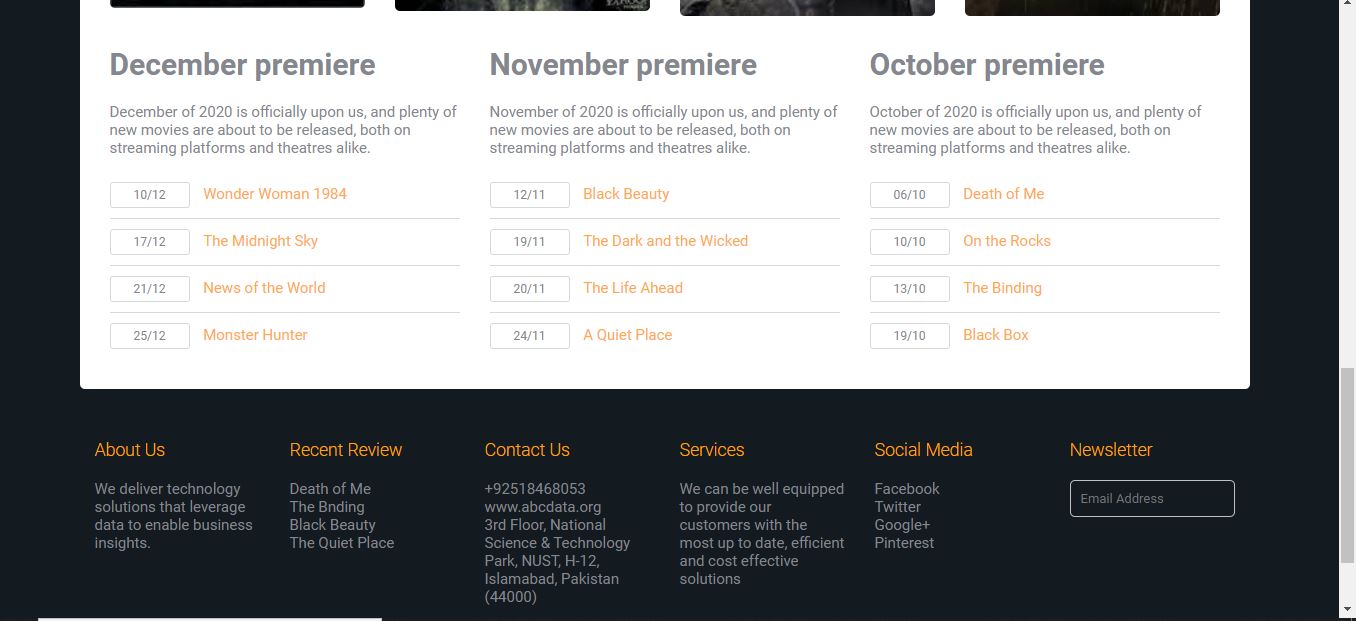 YAHOO!
December premiere
December of 2020 is officially upon us, and plenty of
new movies are about to be released, both on
streaming platforms and theatres alike.
10/12 Wonder Woman 1984
17/12 The Midnight Sky
21/12 News of the World
25/12 Monster Hunter
November premiere
November of 2020 is officially upon us, and plenty of
new movies are about to be released, both on
streaming platforms and theatres alike.
12/11 Black Beauty
19/11 The Dark and the Wicked
20/11 The Life Ahead
24/11 A Quiet Place
October premiere
October of 2020 is officially upon us, and plenty of
new movies are about to be released, both on
streaming platforms and theatres alike.
06/10 Death of Me
10/10 On the Rocks
13/10 The Binding
19/10 Black Box
About Us
We deliver technology
solutions that leverage
data to enable business
insights.
Recent Review
Death of Me
The Bnding
Black Beauty
The Quiet Place
Contact Us
+92518468053
www.abcdata.org
3rd Floor, National
Science & Technology
Park, NUST, H-12,
Islamabad, Pakistan
(44000)
Services
We can be well equipped
to provide our
customers with the
most up to date, efficient
and cost effective
solutions
Social Media
Facebook
Twitter
Google+
Pinterest
Newsletter
Email Address